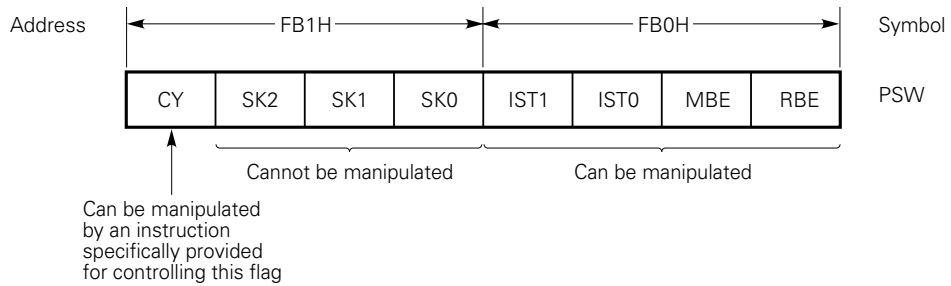 Address FB1H FB0H Symbol
CY SK2 SK1 SK0 IST1 IST0 MBE RBE PSW
Cannot be manipulated Can be manipulated
Can be manipulated
by an instruction
specifically provided
for controlling this flag